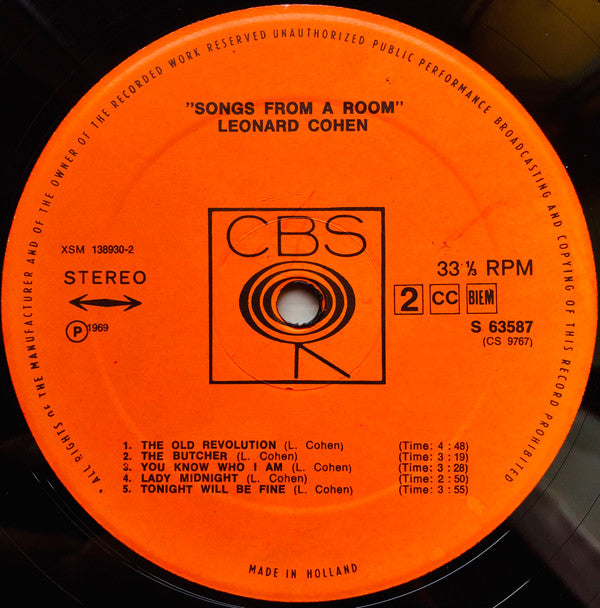 * ALL RIGHTS OF THE MANUFACTURER AND OF THE OWNER OF THE RECORDED WORK RESERVED UNAUTHORIZED PUBLIC PERFORMANCE BROADCASTING AND COPYING OF THIS RECORD PROHIBITED
"SONGS FROM A ROOM"
LEONARD COHEN
CBS
XSM 138930-2
STEREO
P 1969
33 ⅓ RPM
2 CC BIEM
S 63587
(CS 9767)
1. THE OLD REVOLUTION (L. Cohen) (Time: 4 : 48)
2. THE BUTCHER (L. Cohen) (Time: 3 : 19)
3. YOU KNOW WHO I AM (L. Cohen) (Time: 3 : 28)
4. LADY MIDNIGHT (L. Cohen) (Time: 2 : 50)
5. TONIGHT WILL BE FINE (L. Cohen) (Time: 3 : 55)
MADE IN HOLLAND